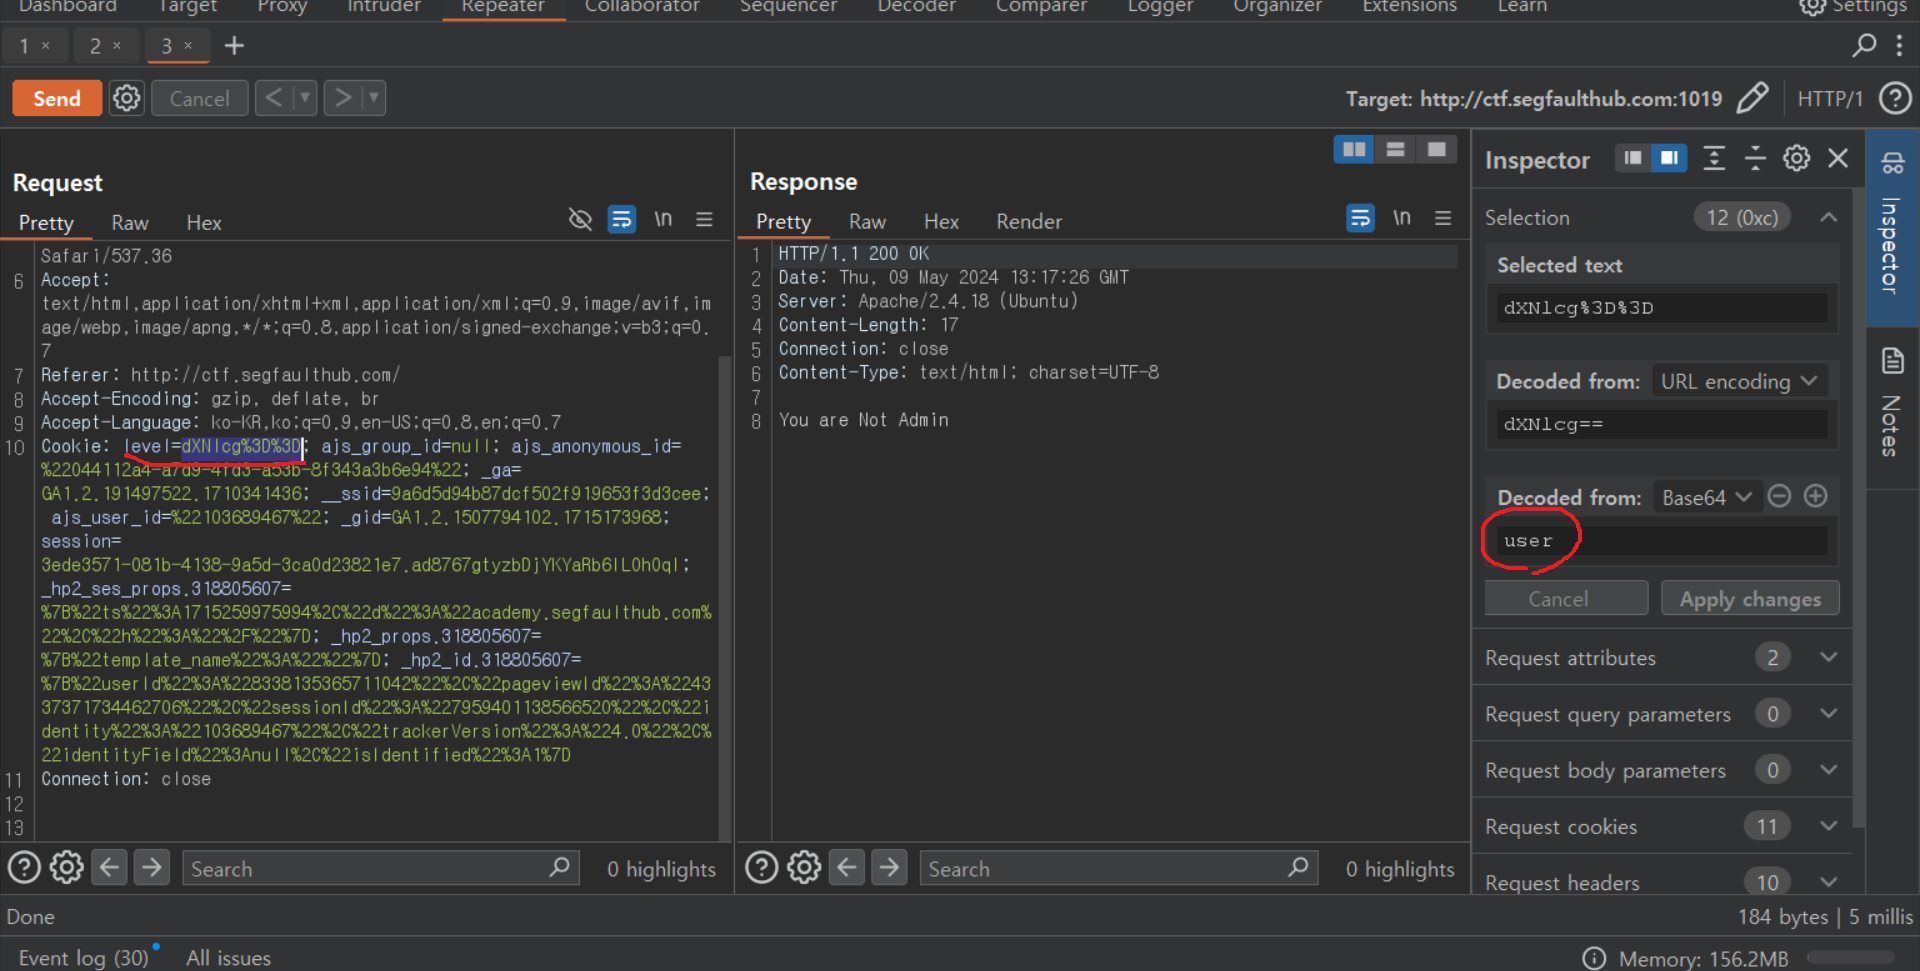 Dashboard Target Proxy Intruder Repeater Collaborator Sequencer Decoder Comparer Logger Organizer Extensions Learn Settings
1 × 2 × 3 × +
Send Cancel < > Target: http://ctf.segfaulthub.com:1019 HTTP/1
Request
Pretty Raw Hex \n
Safari/537.36
6 Accept:
text/html,application/xhtml+xml,application/xml;q=0.9,image/avif,im
age/webp,image/apng,*/*;q=0.8,application/signed-exchange;v=b3;q=0.
7
7 Referer: http://ctf.segfaulthub.com/
8 Accept-Encoding: gzip, deflate, br
9 Accept-Language: ko-KR,ko;q=0.9,en-US;q=0.8,en;q=0.7
10 Cookie: level=dXNlcg%3D%3D; ajs_group_id=null; ajs_anonymous_id=
%22044112a4-a7d9-4fd3-a53b-8f343a3b6e94%22; _ga=
GA1.2.191497522.1710341436; __ssid=9a6d5d94b87dcf502f919653f3d3cee;
ajs_user_id=%22103689467%22; _gid=GA1.2.1507794102.1715173968;
session=
3ede3571-081b-4138-9a5d-3ca0d23821e7.ad8767gtyzbDjYKYaRb6lL0h0qI;
_hp2_ses_props.318805607=
%7B%22ts%22%3A1715259975994%2C%22d%22%3A%22academy.segfaulthub.com%
22%2C%22h%22%3A%22%2F%22%7D; _hp2_props.318805607=
%7B%22template_name%22%3A%22%22%7D; _hp2_id.318805607=
%7B%22userId%22%3A%228338135365711042%22%2C%22pageviewId%22%3A%2243
37371734462706%22%2C%22sessionId%22%3A%227959401138566520%22%2C%22i
dentity%22%3A%22103689467%22%2C%22trackerVersion%22%3A%224.0%22%2C%
22identityField%22%3Anull%2C%22isIdentified%22%3A1%7D
11 Connection: close
12
13
Search 0 highlights
Response
Pretty Raw Hex Render \n
1 HTTP/1.1 200 OK
2 Date: Thu, 09 May 2024 13:17:26 GMT
3 Server: Apache/2.4.18 (Ubuntu)
4 Content-Length: 17
5 Connection: close
6 Content-Type: text/html; charset=UTF-8
7
8 You are Not Admin
Search 0 highlights
Inspector
Selection 12 (0xc)
Selected text
dXNlcg%3D%3D
Decoded from: URL encoding
dXNlcg==
Decoded from: Base64
user
Cancel Apply changes
Request attributes 2
Request query parameters 0
Request body parameters 0
Request cookies 11
Request headers 10
Inspector
Notes
Done 184 bytes | 5 millis
Event log (30) All issues Memory: 156.2MB